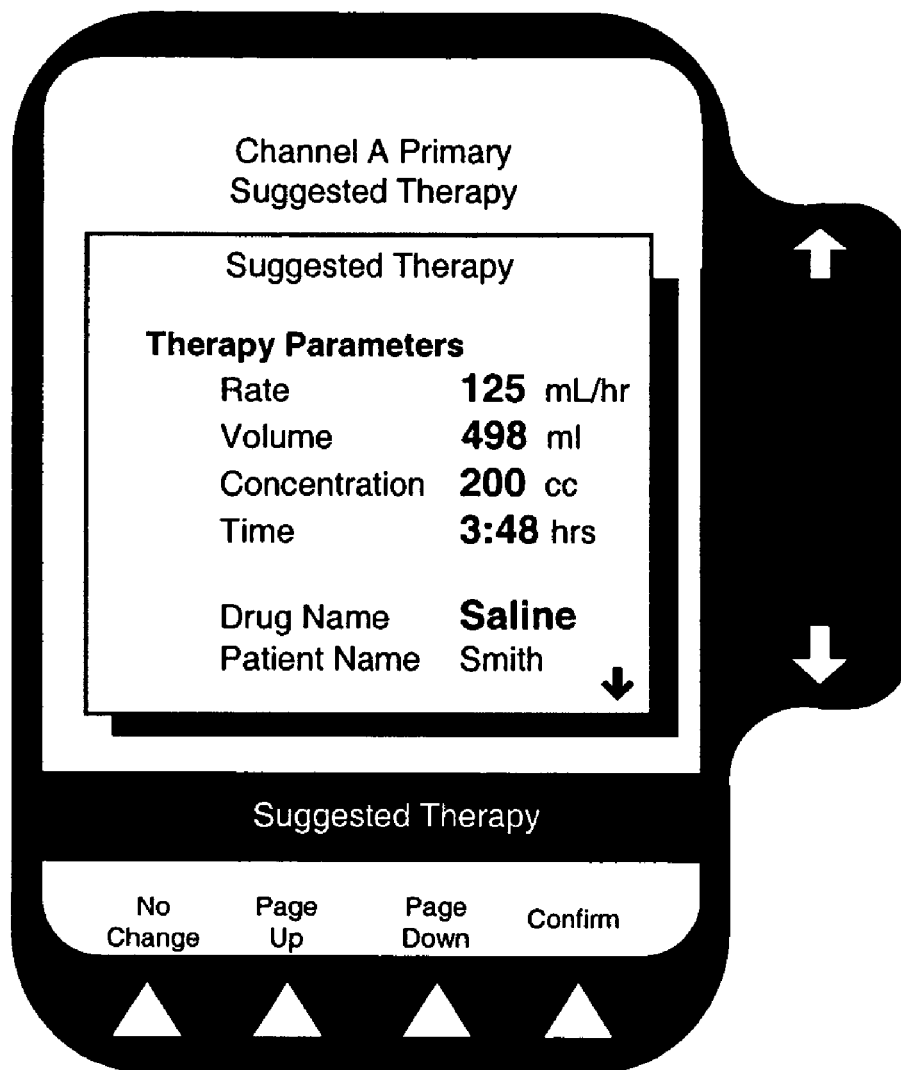 Channel A Primary
Suggested Therapy
Suggested Therapy
Therapy Parameters
Rate 125 mL/hr
Volume 498 ml
Concentration 200 cc
Time 3:48 hrs
Drug Name Saline
Patient Name Smith
Suggested Therapy
No Change
Page Up
Page Down
Confirm